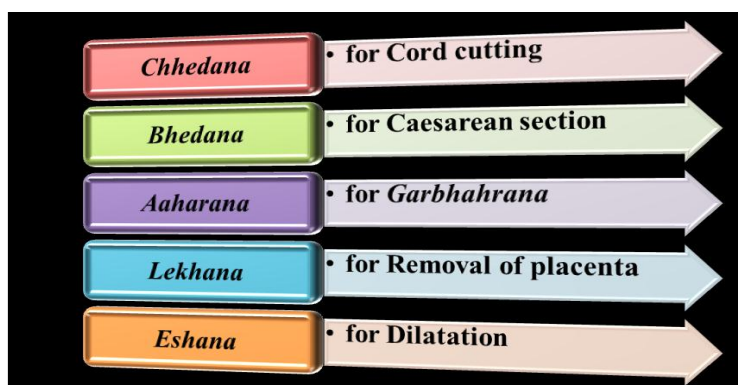 Chhedana • for Cord cutting
Bhedana • for Caesarean section
Aaharana • for Garbhahrana
Lekhana • for Removal of placenta
Eshana • for Dilatation